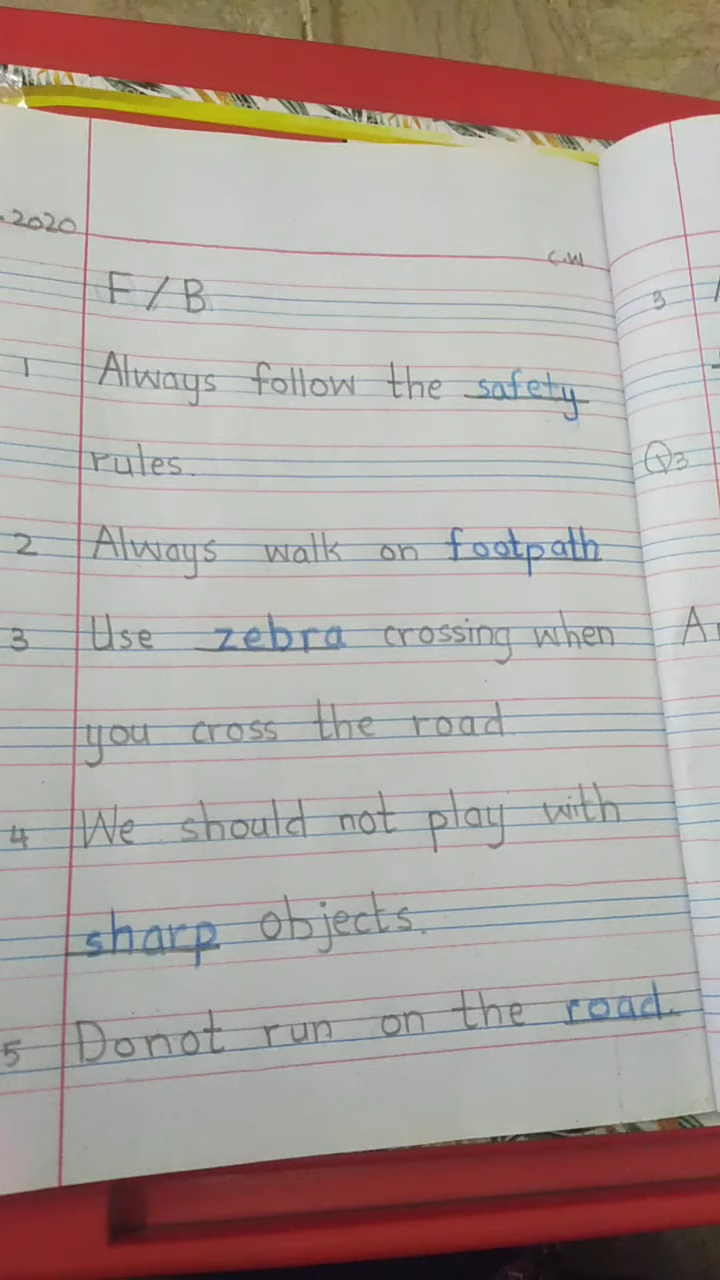 .2020
C.W
F/B
1 Always follow the safety
rules.
2 Always walk on footpath
3 Use zebra crossing when
you cross the road
4 We should not play with
sharp objects.
5 Donot run on the road.
3
Q3